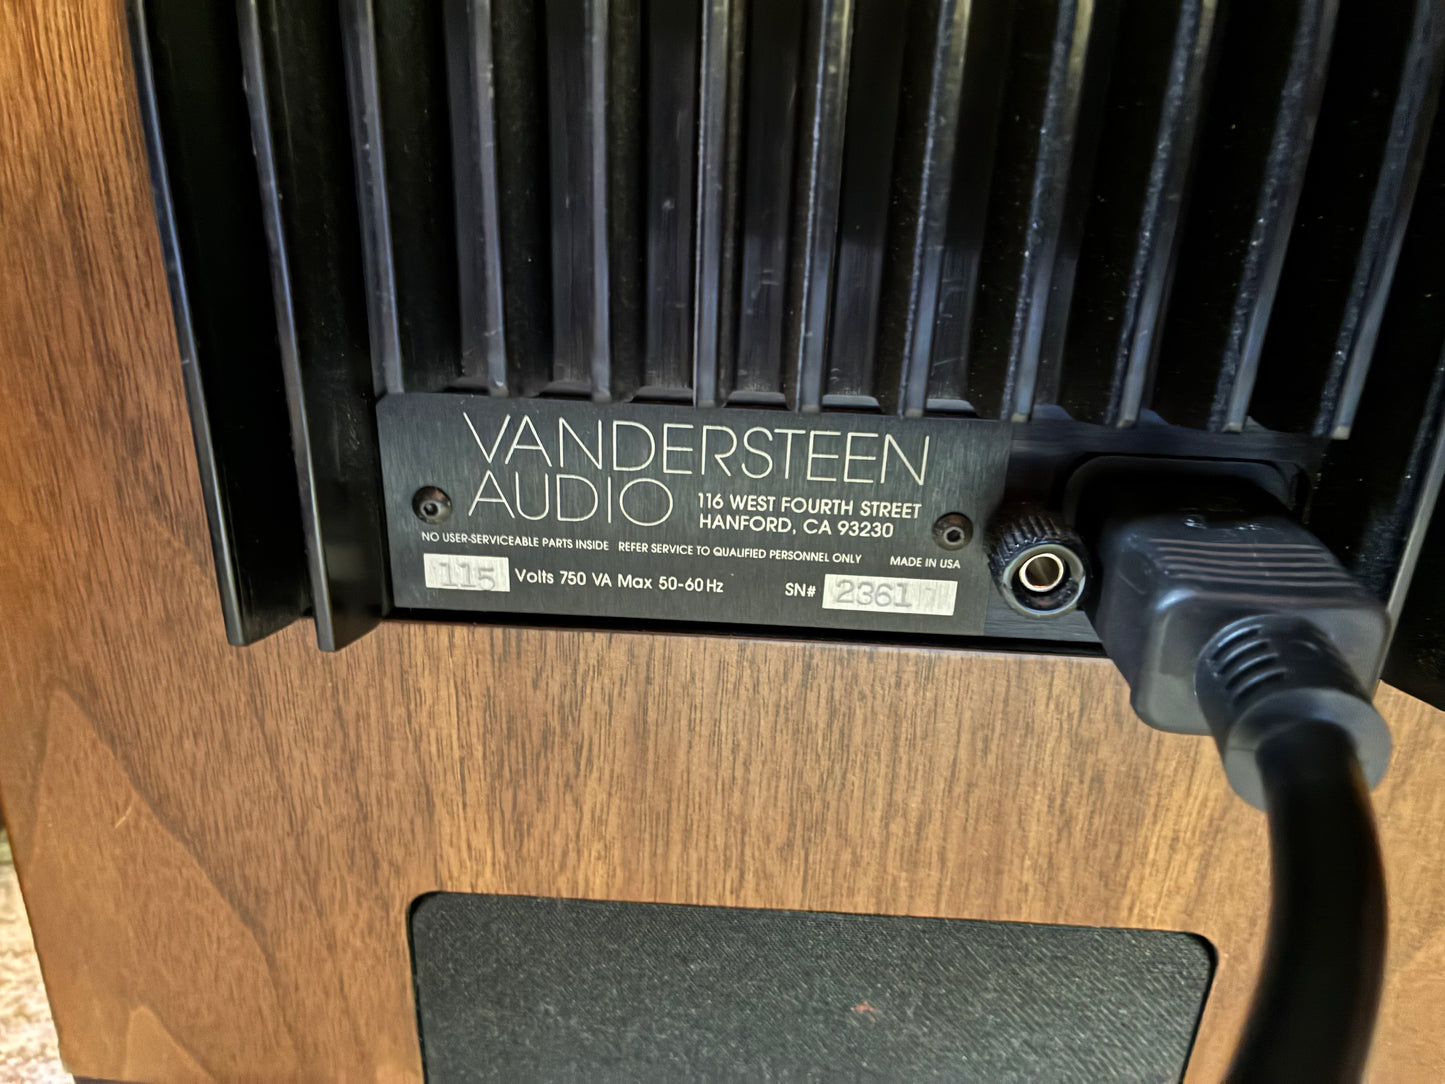 VANDERSTEEN
AUDIO
116 WEST FOURTH STREET
HANFORD, CA 93230
NO USER-SERVICEABLE PARTS INSIDE REFER SERVICE TO QUALIFIED PERSONNEL ONLY MADE IN USA
115 Volts 750 VA Max 50-60 Hz SN# 2361